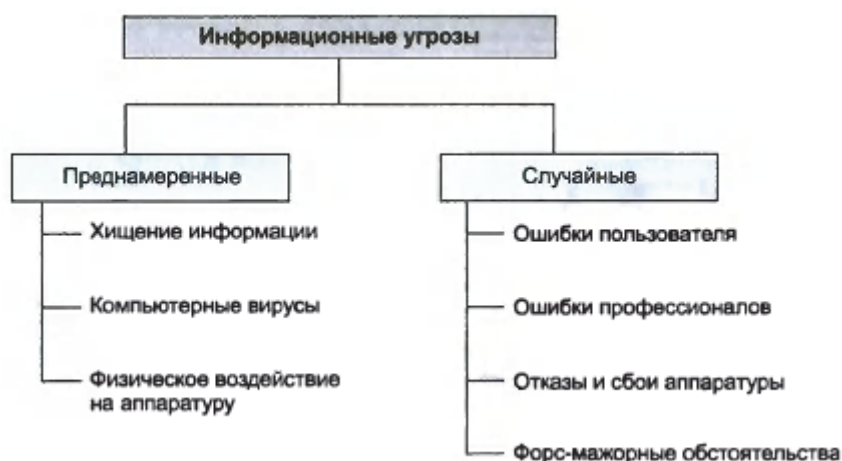 Информационные угрозы
Преднамеренные
Хищение информации
Компьютерные вирусы
Физическое воздействие
на аппаратуру
Случайные
Ошибки пользователя
Ошибки профессионалов
Отказы и сбои аппаратуры
Форс-мажорные обстоятельства